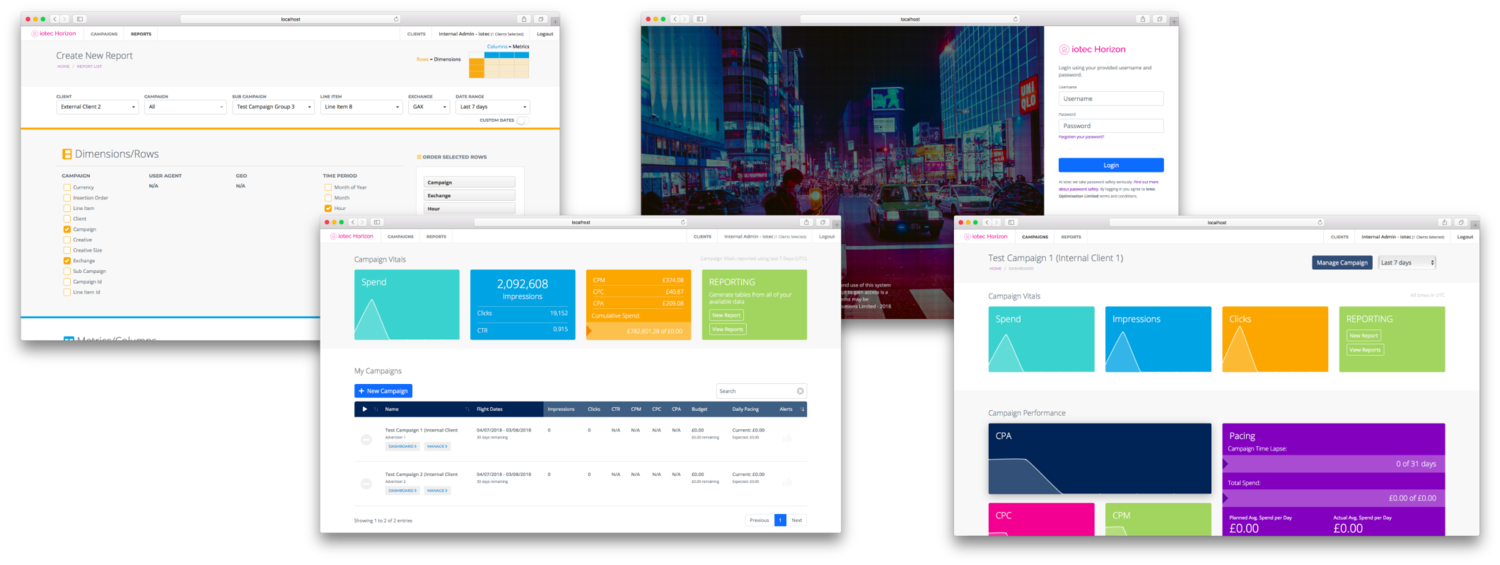 localhost
iotec Horizon
CAMPAIGNS
REPORTS
CLIENTS
Internal Admin - iotec (7 Clients Selected)
Logout
Create New Report
HOME / REPORT LIST
Columns = Metrics
Rows = Dimensions
CLIENT
CAMPAIGN
SUB CAMPAIGN
LINE ITEM
EXCHANGE
DATE RANGE
External Client 2
All
Test Campaign Group 3
Line Item 8
GAX
Last 7 days
CUSTOM DATES
Dimensions/Rows
ORDER SELECTED ROWS
CAMPAIGN
USER AGENT
GEO
TIME PERIOD
Currency
N/A
N/A
Month of Year
Insertion Order
Month
Line Item
Hour
Client
Campaign
Creative
Creative Size
Exchange
Sub Campaign
Campaign Id
Line Item Id
Campaign
Exchange
Hour
Metrics/Columns
localhost
UNI
QLO
iotec Horizon
Login using your provided username and
password.
Username
Username
Password
Password
Forgotten your password?
Login
At iotec we take password safety seriously. Find out more
about password safety. By logging in you agree to iotec
Optimisation Limited terms and conditions.
and use of this system
to gain access is a
and may be
Limited - 2018
localhost
iotec Horizon
CAMPAIGNS
REPORTS
CLIENTS
Internal Admin - iotec (7 Clients Selected)
Logout
Campaign Vitals
Campaign Vitals reported using last 7 Days (UTC)
Spend
2,092,608
Impressions
Clicks 19,152
CTR 0.915
CPM £374.08
CPC £40.87
CPA £209.08
Cumulative Spend
£782,801.38 of £0.00
REPORTING
Generate tables from all of your
available data
New Report
View Reports
My Campaigns
+ New Campaign
Search
Name
Flight Dates
Impressions
Clicks
CTR
CPM
CPC
CPA
Budget
Daily Pacing
Alerts
Test Campaign 1 (Internal Client
04/07/2018 - 03/08/2018
0
0
N/A
N/A
N/A
N/A
£0.00
Current: £0.00
Advertiser 1
30 days remaining
£0.00 remaining
Expected: £0.00
DASHBOARD
MANAGE
Test Campaign 2 (Internal Client
04/07/2018 - 03/08/2018
0
0
N/A
N/A
N/A
N/A
£0.00
Current: £0.00
30 days remaining
£0.00 remaining
Expected: £0.00
DASHBOARD
MANAGE
Showing 1 to 2 of 2 entries
Previous
1
Next
localhost
iotec Horizon
CAMPAIGNS
REPORTS
CLIENTS
Internal Admin - iotec (7 Clients Selected)
Logout
Test Campaign 1 (Internal Client 1)
HOME / DASHBOARD
Manage Campaign
Last 7 days
Campaign Vitals
All times in UTC
Spend
Impressions
Clicks
REPORTING
New Report
View Reports
Campaign Performance
CPA
Pacing
Campaign Time Lapse:
0 of 31 days
Total Spend:
£0.00 of £0.00
Planned Avg. Spend per Day
Actual Avg. Spend per Day
£0.00
£0.00
CPC
CPM